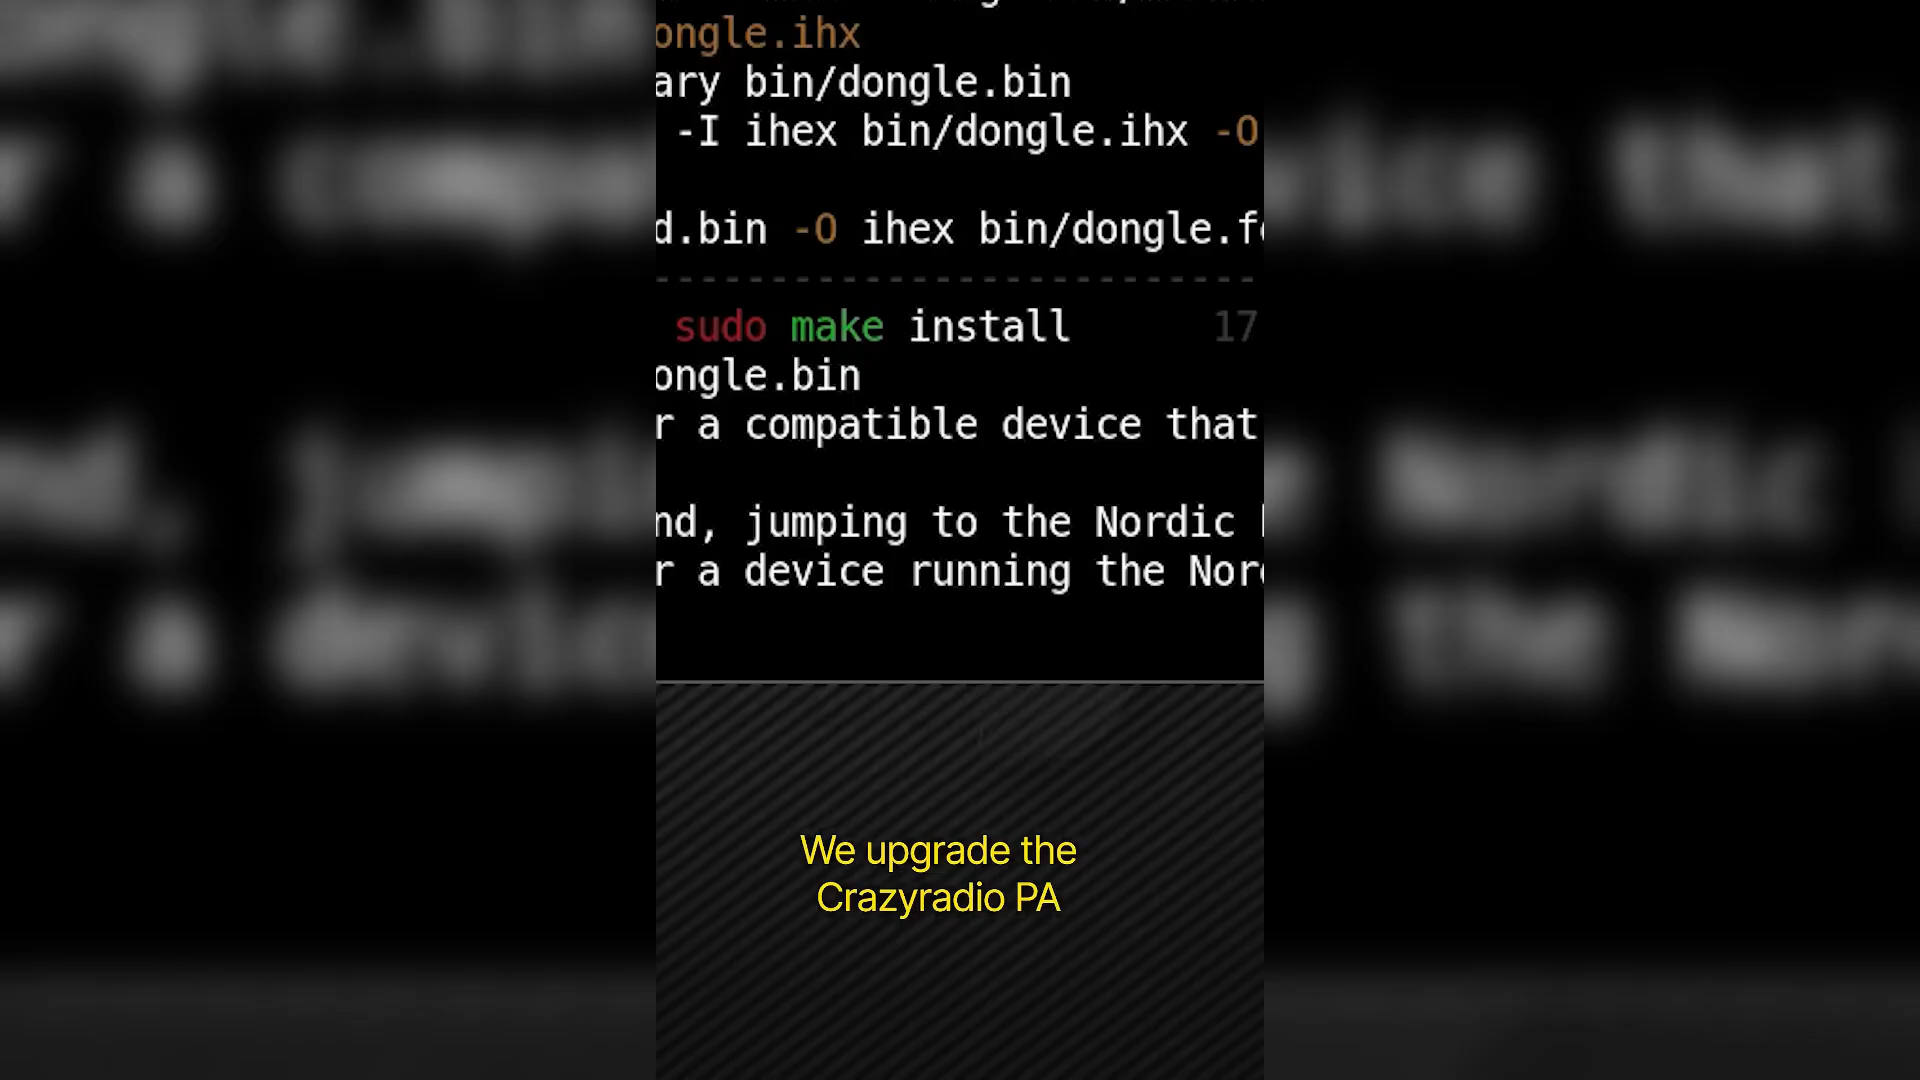 ongle.ihx
ary bin/dongle.bin
-I ihex bin/dongle.ihx -O
d.bin -O ihex bin/dongle.f
---------------------------
sudo make install 17
ongle.bin
r a compatible device that
nd, jumping to the Nordic
r a device running the Nor
We upgrade the
Crazyradio PA